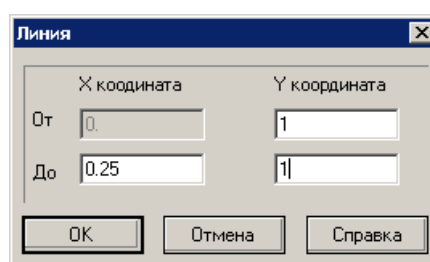 Линия
X коодината Y координата
От 0. 1
До 0.25 1
OK Отмена Справка